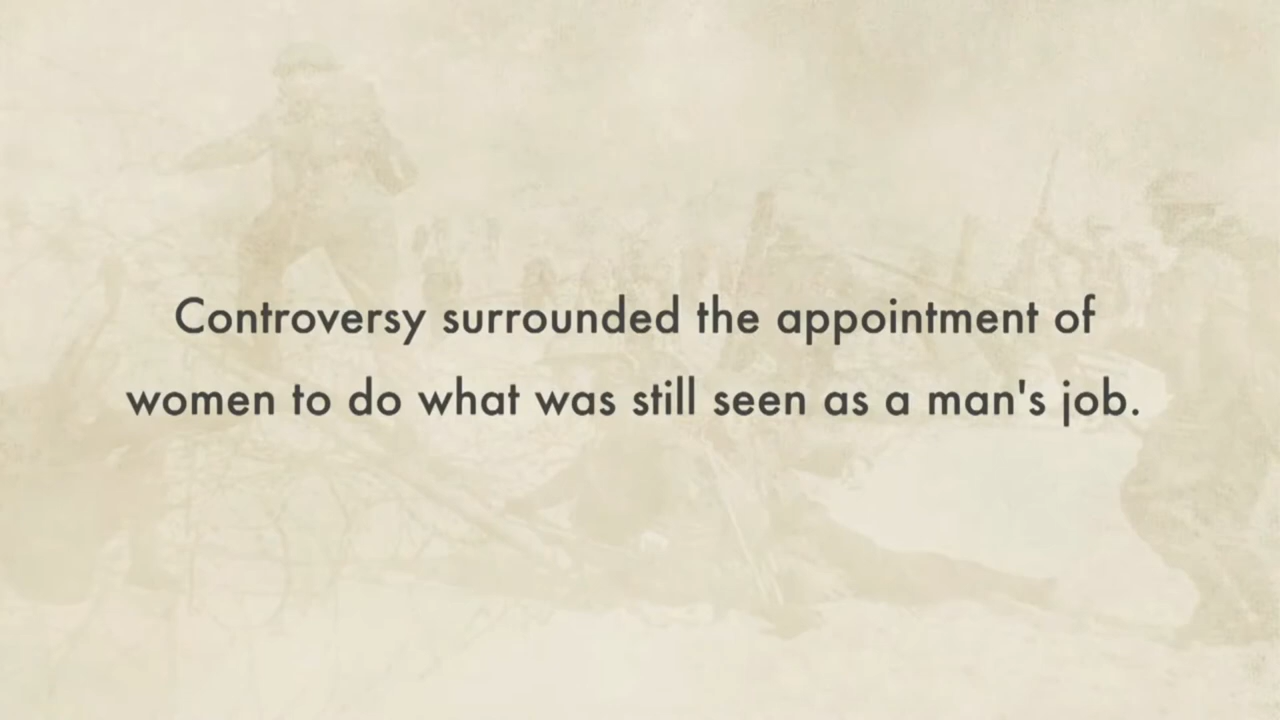 Controversy surrounded the appointment of
women to do what was still seen as a man's job.